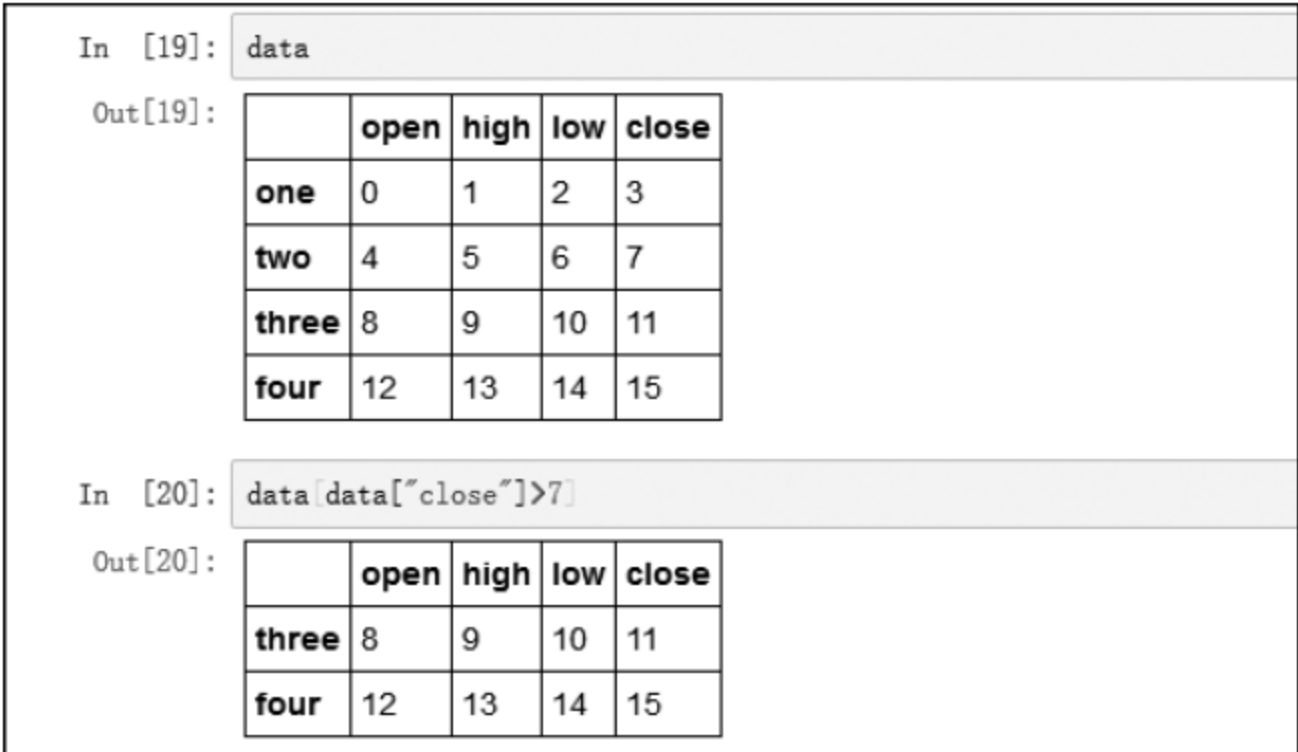 In [19]: data
Out[19]:
open high low close
one 0 1 2 3
two 4 5 6 7
three 8 9 10 11
four 12 13 14 15
In [20]: data[data["close"]>7]
Out[20]:
open high low close
three 8 9 10 11
four 12 13 14 15